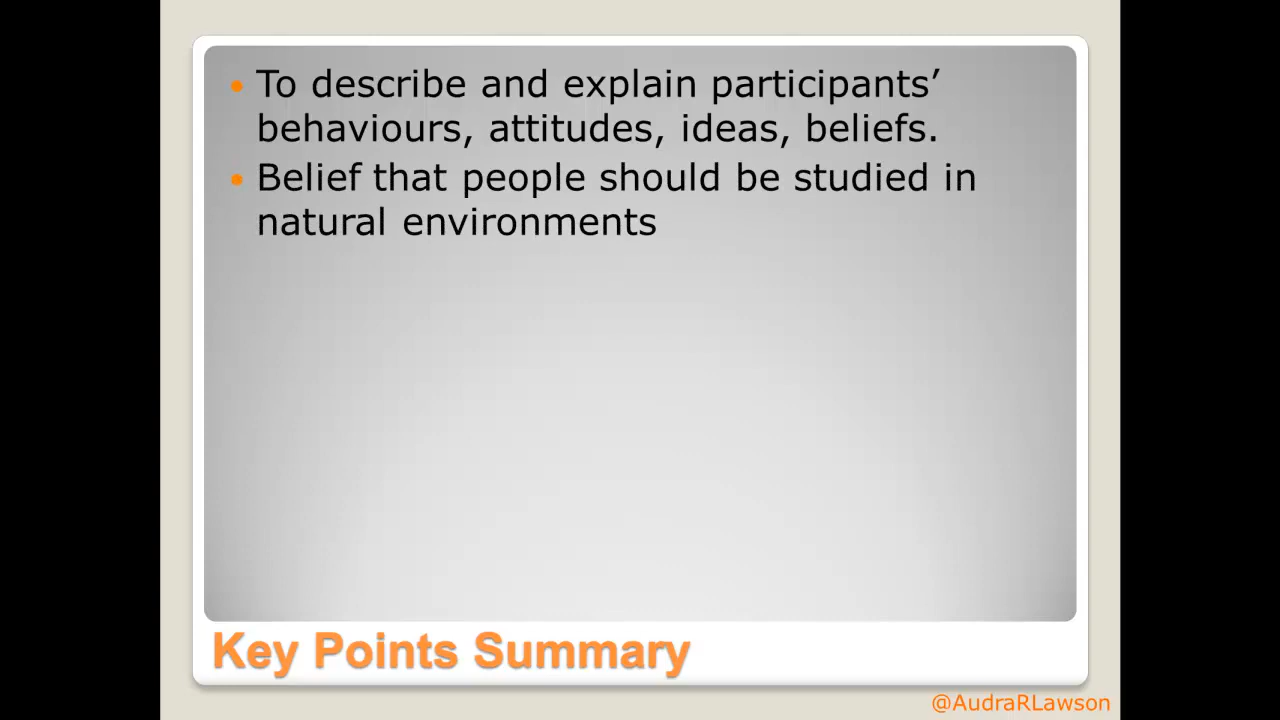 • To describe and explain participants’
behaviours, attitudes, ideas, beliefs.
• Belief that people should be studied in
natural environments
Key Points Summary
@AudraRLawson